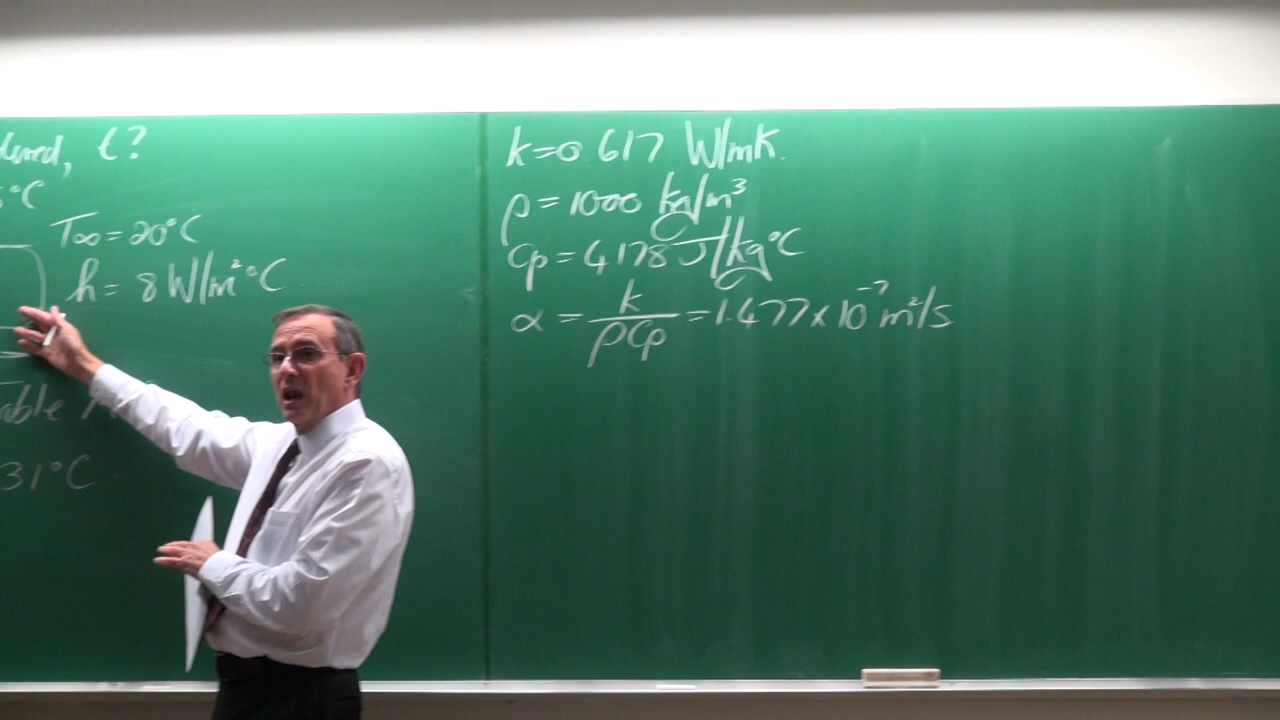 t?
°C
T∞ = 20°C
h = 8 W/m²°C
31°C
k = 0.617 W/mK.
ρ = 1000 kg/m³
Cp = 4178 J/kg°C
α = k/ρCp = 1.477 x 10⁻⁷ m²/s